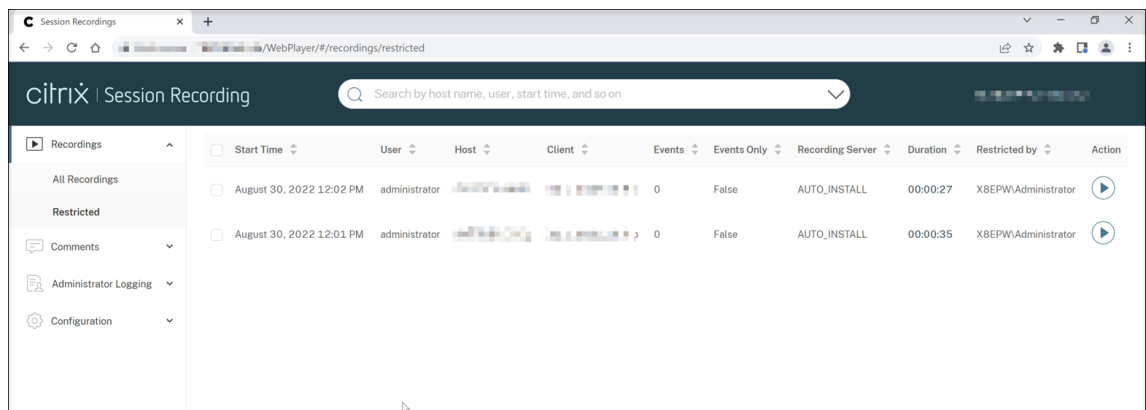 Session Recordings
/WebPlayer/#/recordings/restricted
citrix | Session Recording
Search by host name, user, start time, and so on
Recordings
All Recordings
Restricted
Comments
Administrator Logging
Configuration
Start Time User Host Client Events Events Only Recording Server Duration Restricted by Action
August 30, 2022 12:02 PM administrator 0 False AUTO_INSTALL 00:00:27 X8EPW\Administrator
August 30, 2022 12:01 PM administrator 0 False AUTO_INSTALL 00:00:35 X8EPW\Administrator